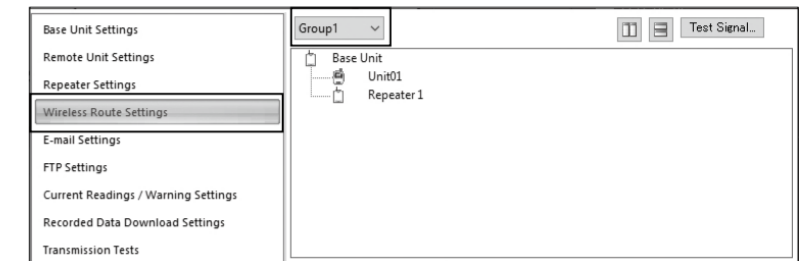 Base Unit Settings
Remote Unit Settings
Repeater Settings
Wireless Route Settings
E-mail Settings
FTP Settings
Current Readings / Warning Settings
Recorded Data Download Settings
Transmission Tests
Group1
Test Signal...
Base Unit
Unit01
Repeater 1